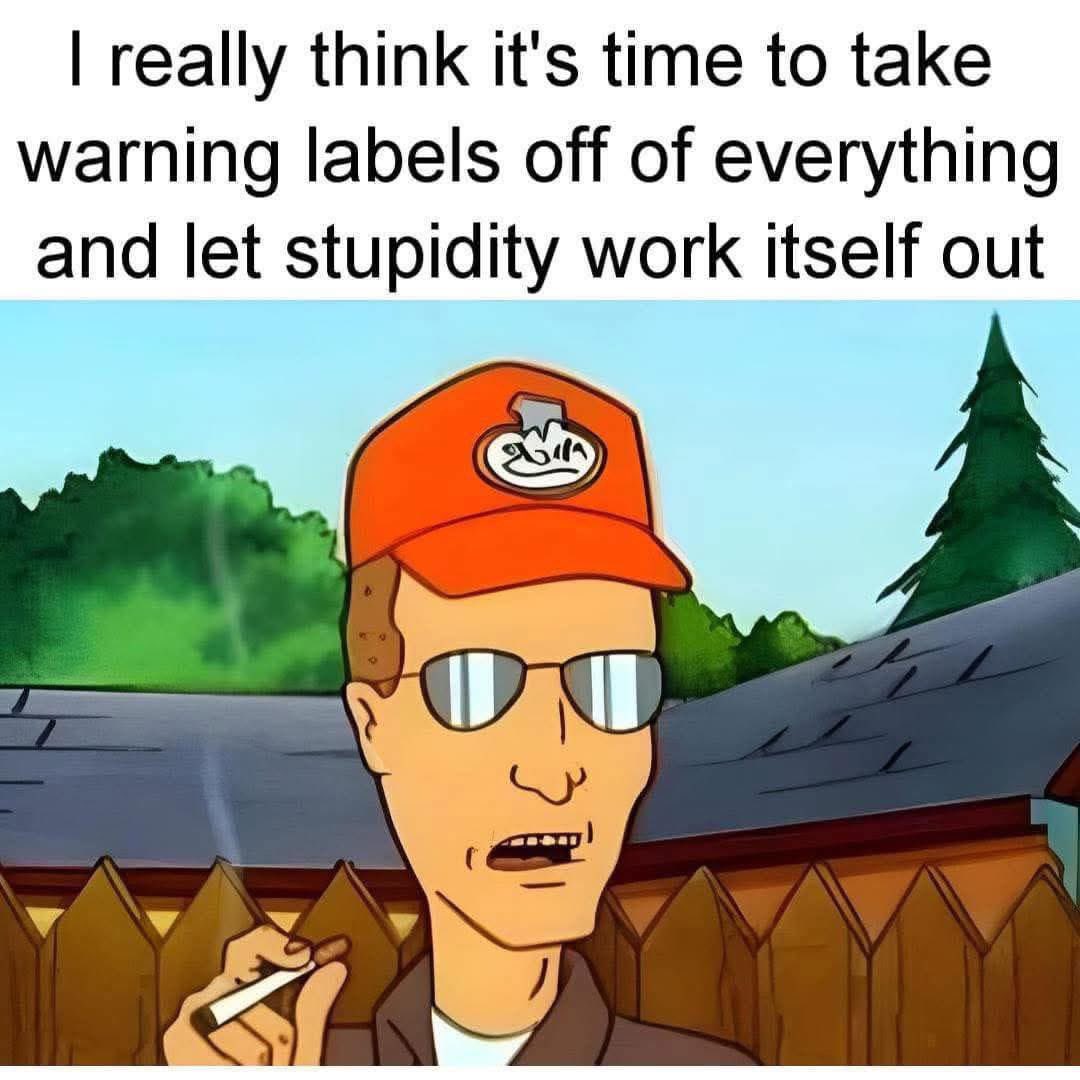 I really think it's time to take
warning labels off of everything
and let stupidity work itself out